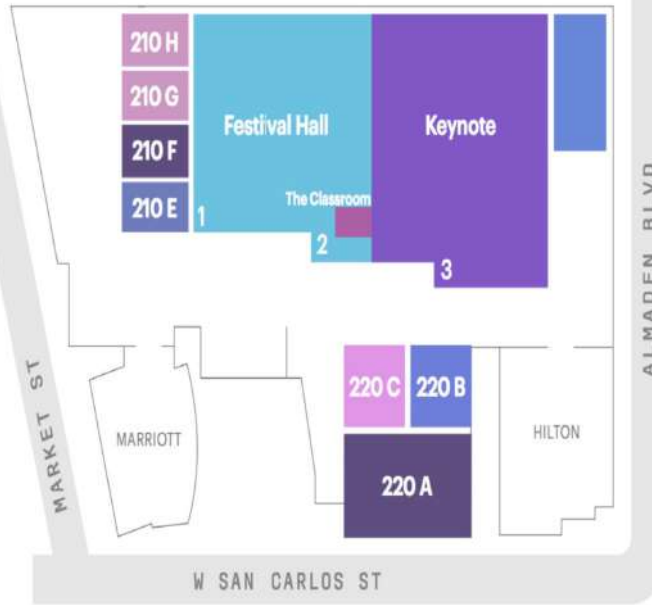 210 H
210 G
210 F
210 E
Festival Hall
Keynote
The Classroom
1
2
3
220 C
220 B
220 A
MARRIOTT
HILTON
MARKET ST
ALMADEN BLVD
W SAN CARLOS ST